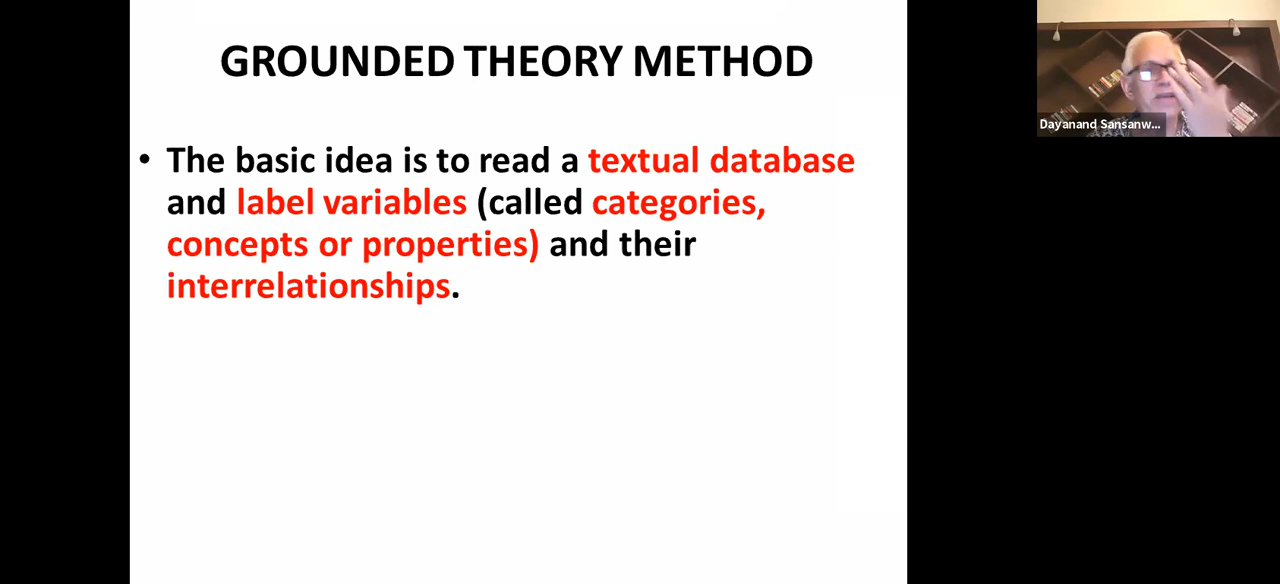 GROUNDED THEORY METHOD
• The basic idea is to read a textual database
and label variables (called categories,
concepts or properties) and their
interrelationships.
Dayanand Sansanw...